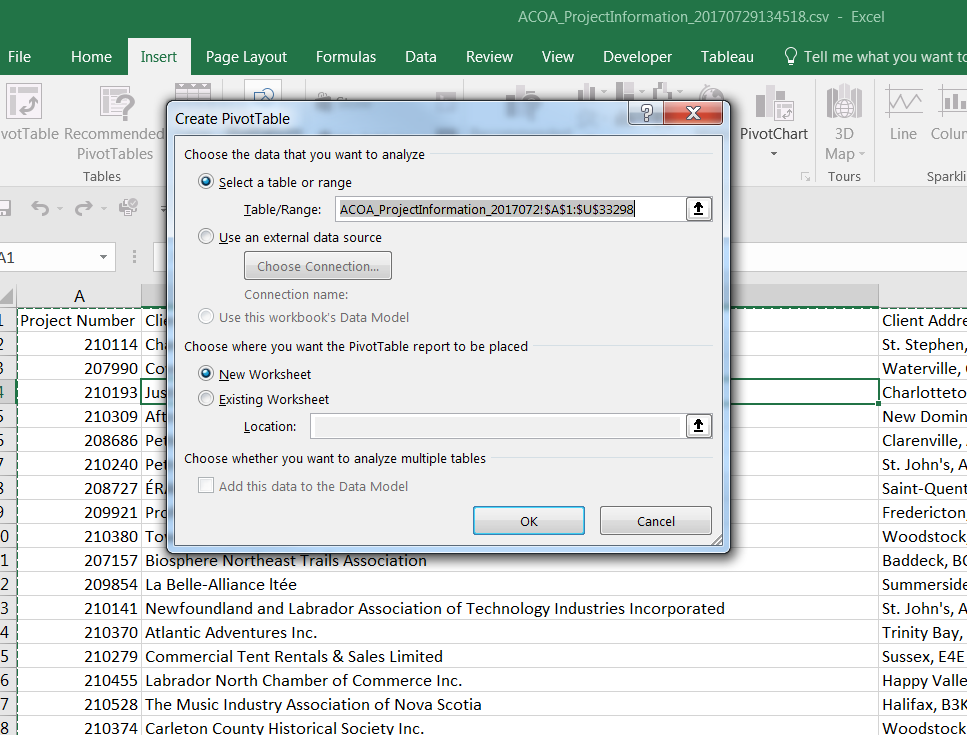 ACOA_ProjectInformation_20170729134518.csv - Excel
File Home Insert Page Layout Formulas Data Review View Developer Tableau Tell me what you want to
votTable Recommended PivotChart 3D Line Colum
PivotTables Map
Tables Tours Sparkli
Create PivotTable
Choose the data that you want to analyze
Select a table or range
Table/Range: ACOA_ProjectInformation_2017072!$A$1:$U$33298
Use an external data source
Choose Connection...
Connection name:
Use this workbook's Data Model
Choose where you want the PivotTable report to be placed
New Worksheet
Existing Worksheet
Location:
Choose whether you want to analyze multiple tables
Add this data to the Data Model
OK Cancel
A1
A
1 Project Number Clie Client Addre
2 210114 Cha St. Stephen,
3 207990 Co Waterville,
4 210193 Jus Charlotteto
5 210309 Aft New Domin
6 208686 Pet Clarenville,
7 210240 Pet St. John's, A
8 208727 ÉRA Saint-Quent
9 209921 Pro Fredericton
0 210380 Tov Woodstock
1 207157 Biosphere Northeast Trails Association Baddeck, BC
2 209854 La Belle-Alliance ltée Summerside
3 210141 Newfoundland and Labrador Association of Technology Industries Incorporated St. John's, A
4 210370 Atlantic Adventures Inc. Trinity Bay,
5 210279 Commercial Tent Rentals & Sales Limited Sussex, E4E
6 210455 Labrador North Chamber of Commerce Inc. Happy Valle
7 210528 The Music Industry Association of Nova Scotia Halifax, B3K
8 210374 Carleton County Historical Society Inc. Woodstock